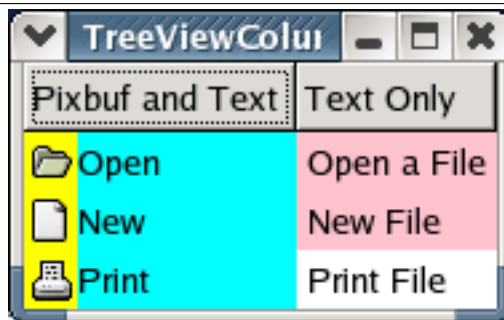 TreeViewColu
Pixbuf and Text Text Only
Open Open a File
New New File
Print Print File